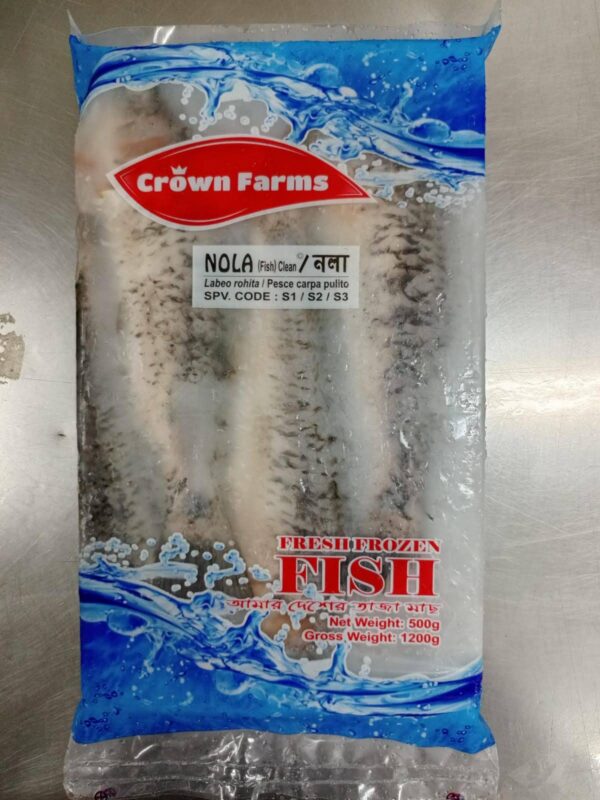 Crown Farms
NOLA (Fish) Clean / নলা
Labeo rohita / Pesce carpa pulito
SPV. CODE : S1 / S2 / S3
FRESH FROZEN
FISH
আমার দেশের তাজা মাছ
Net Weight: 500g
Gross Weight: 1200g